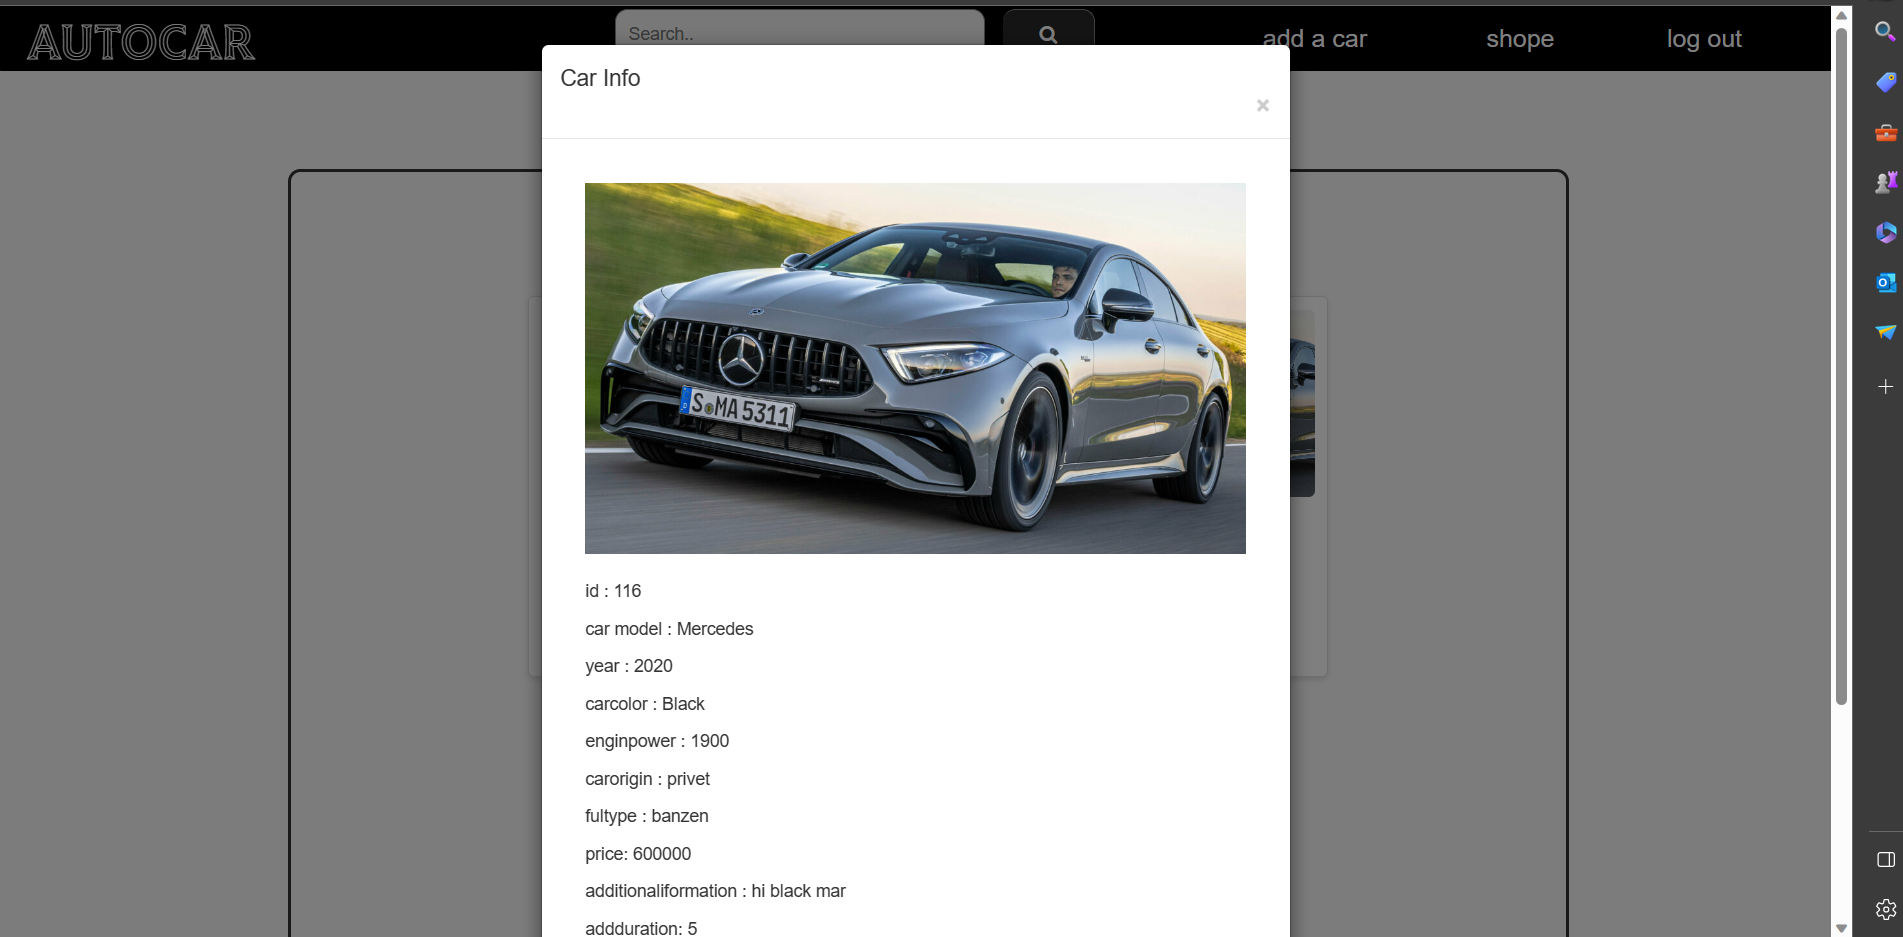 AUTOCAR
Search..
add a car
shope
log out
Car Info
×
S MA 5311
id : 116
car model : Mercedes
year : 2020
carcolor : Black
enginpower : 1900
carorigin : privet
fultype : banzen
price: 600000
additionaliformation : hi black mar
addduration: 5